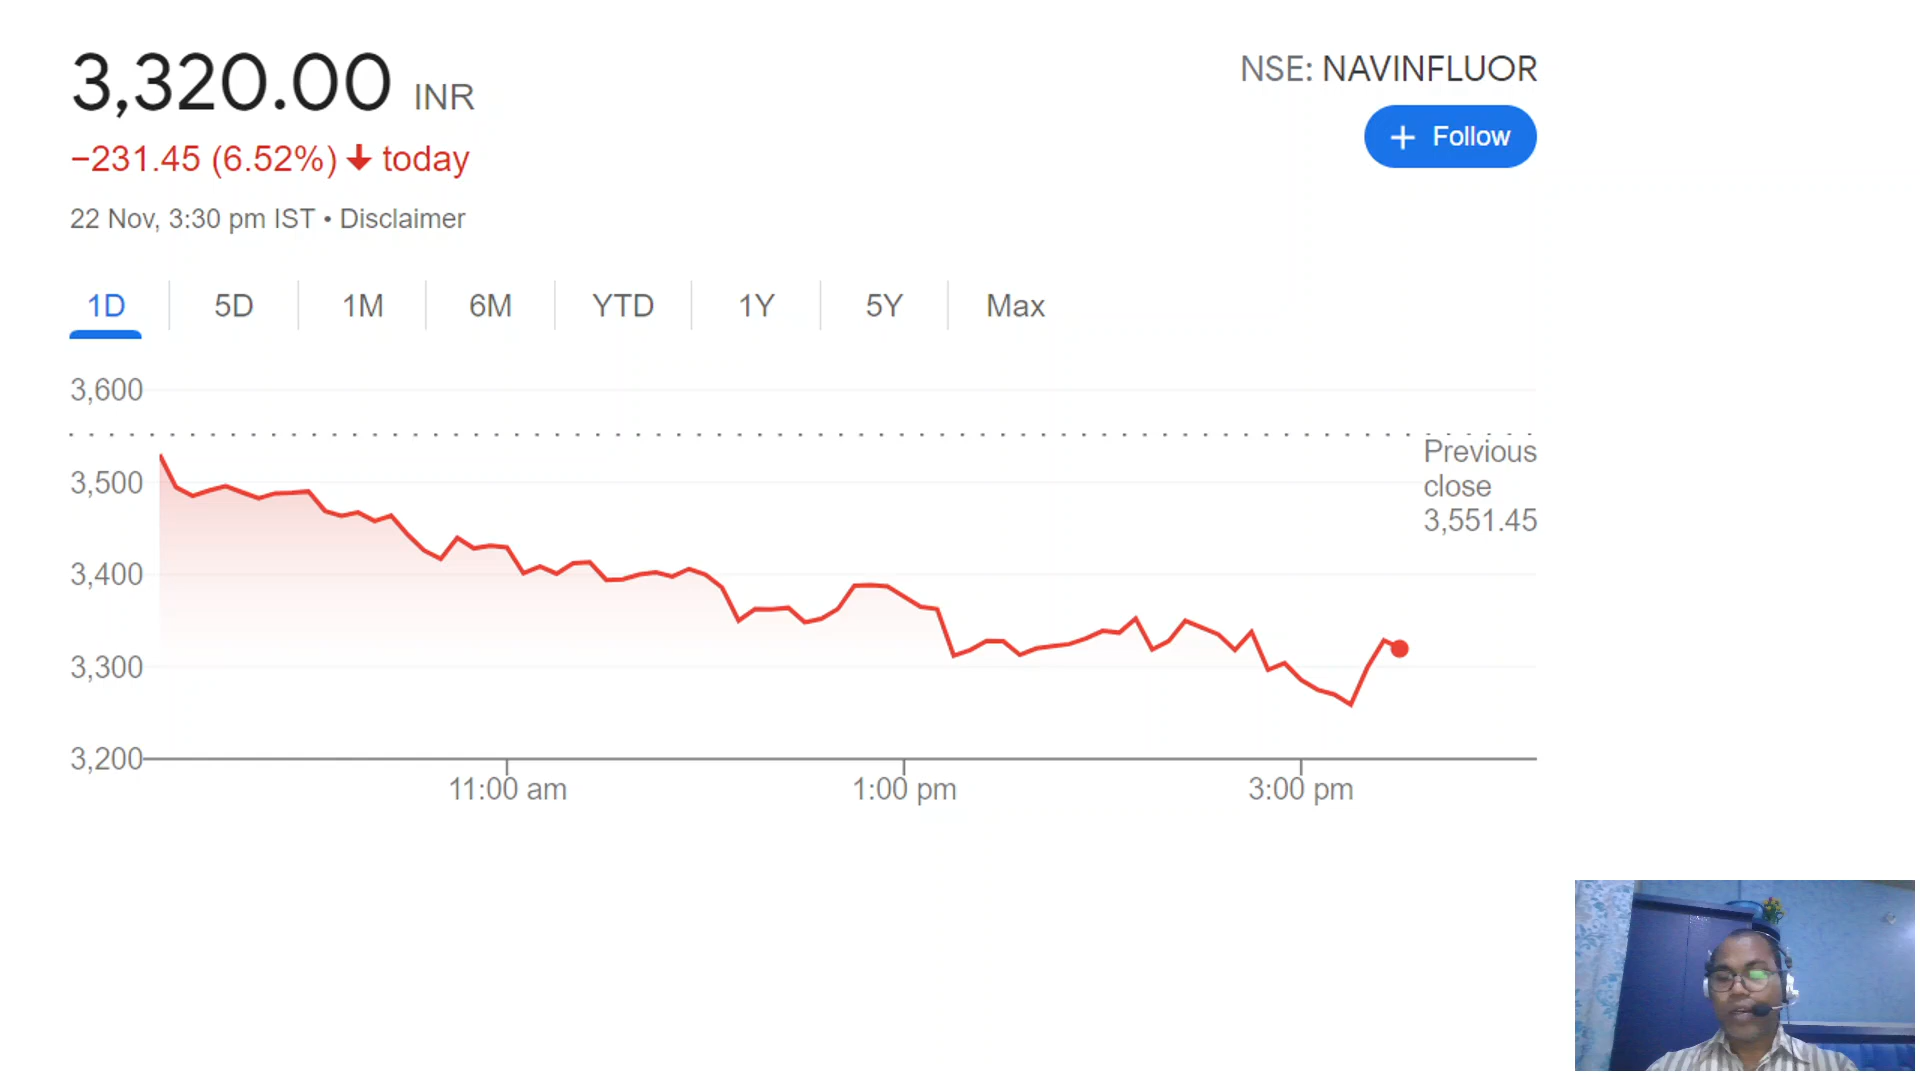 3,320.00 INR
−231.45 (6.52%) ↓ today
22 Nov, 3:30 pm IST • Disclaimer
NSE: NAVINFLUOR
+ Follow
1D 5D 1M 6M YTD 1Y 5Y Max
3,600
3,500
3,400
3,300
3,200
Previous
close
3,551.45
11:00 am 1:00 pm 3:00 pm